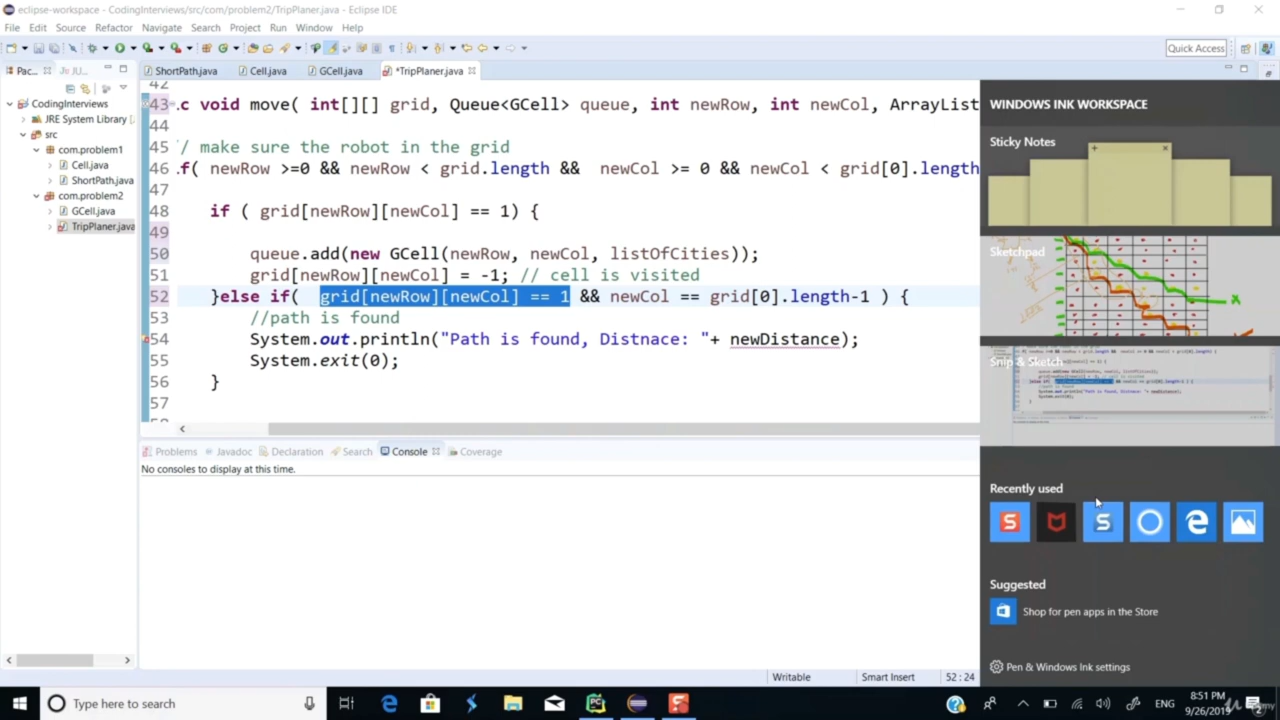 eclipse-workspace - CodingInterviews/src/com/problem2/TripPlaner.java - Eclipse IDE
File Edit Source Refactor Navigate Search Project Run Window Help
Quick Access
Pac... JU...
ShortPath.java Cell.java GCell.java *TripPlaner.java
CodingInterviews
JRE System Library [
src
com.problem1
Cell.java
ShortPath.java
com.problem2
GCell.java
TripPlaner.java
42
43 c void move( int[][] grid, Queue<GCell> queue, int newRow, int newCol, ArrayList
44
45 / make sure the robot in the grid
46 f( newRow >=0 && newRow < grid.length && newCol >= 0 && newCol < grid[0].length
47
48 if ( grid[newRow][newCol] == 1) {
49
50 queue.add(new GCell(newRow, newCol, listOfCities));
51 grid[newRow][newCol] = -1; // cell is visited
52 }else if( grid[newRow][newCol] == 1 && newCol == grid[0].length-1 ) {
53 //path is found
54 System.out.println("Path is found, Distnace: "+ newDistance);
55 System.exit(0);
56 }
57
Problems Javadoc Declaration Search Console Coverage
No consoles to display at this time.
Writable Smart Insert 52 : 24
WINDOWS INK WORKSPACE
Sticky Notes
Sketchpad
Snip & Sketch
Recently used
Suggested
Shop for pen apps in the Store
Pen & Windows Ink settings
Type here to search
ENG
8:51 PM
9/26/2019